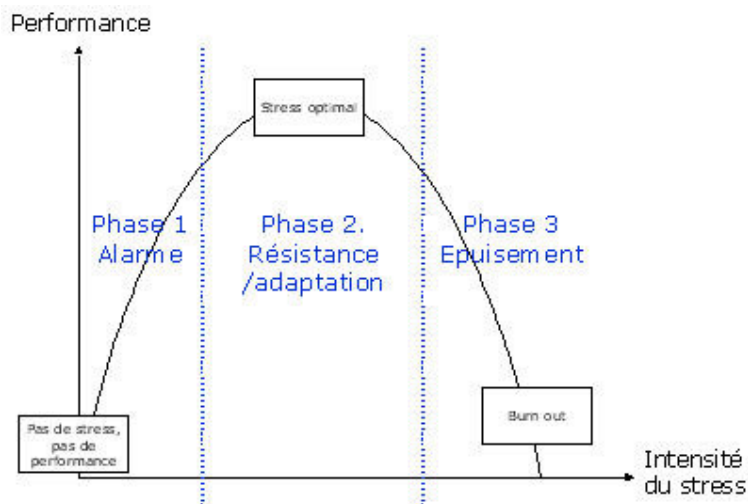 Performance
Stress optimal
Phase 1
Alarme
Phase 2.
Résistance
/adaptation
Phase 3
Epuisement
Pas de stress,
pas de
performance
Burn out
Intensité
du stress